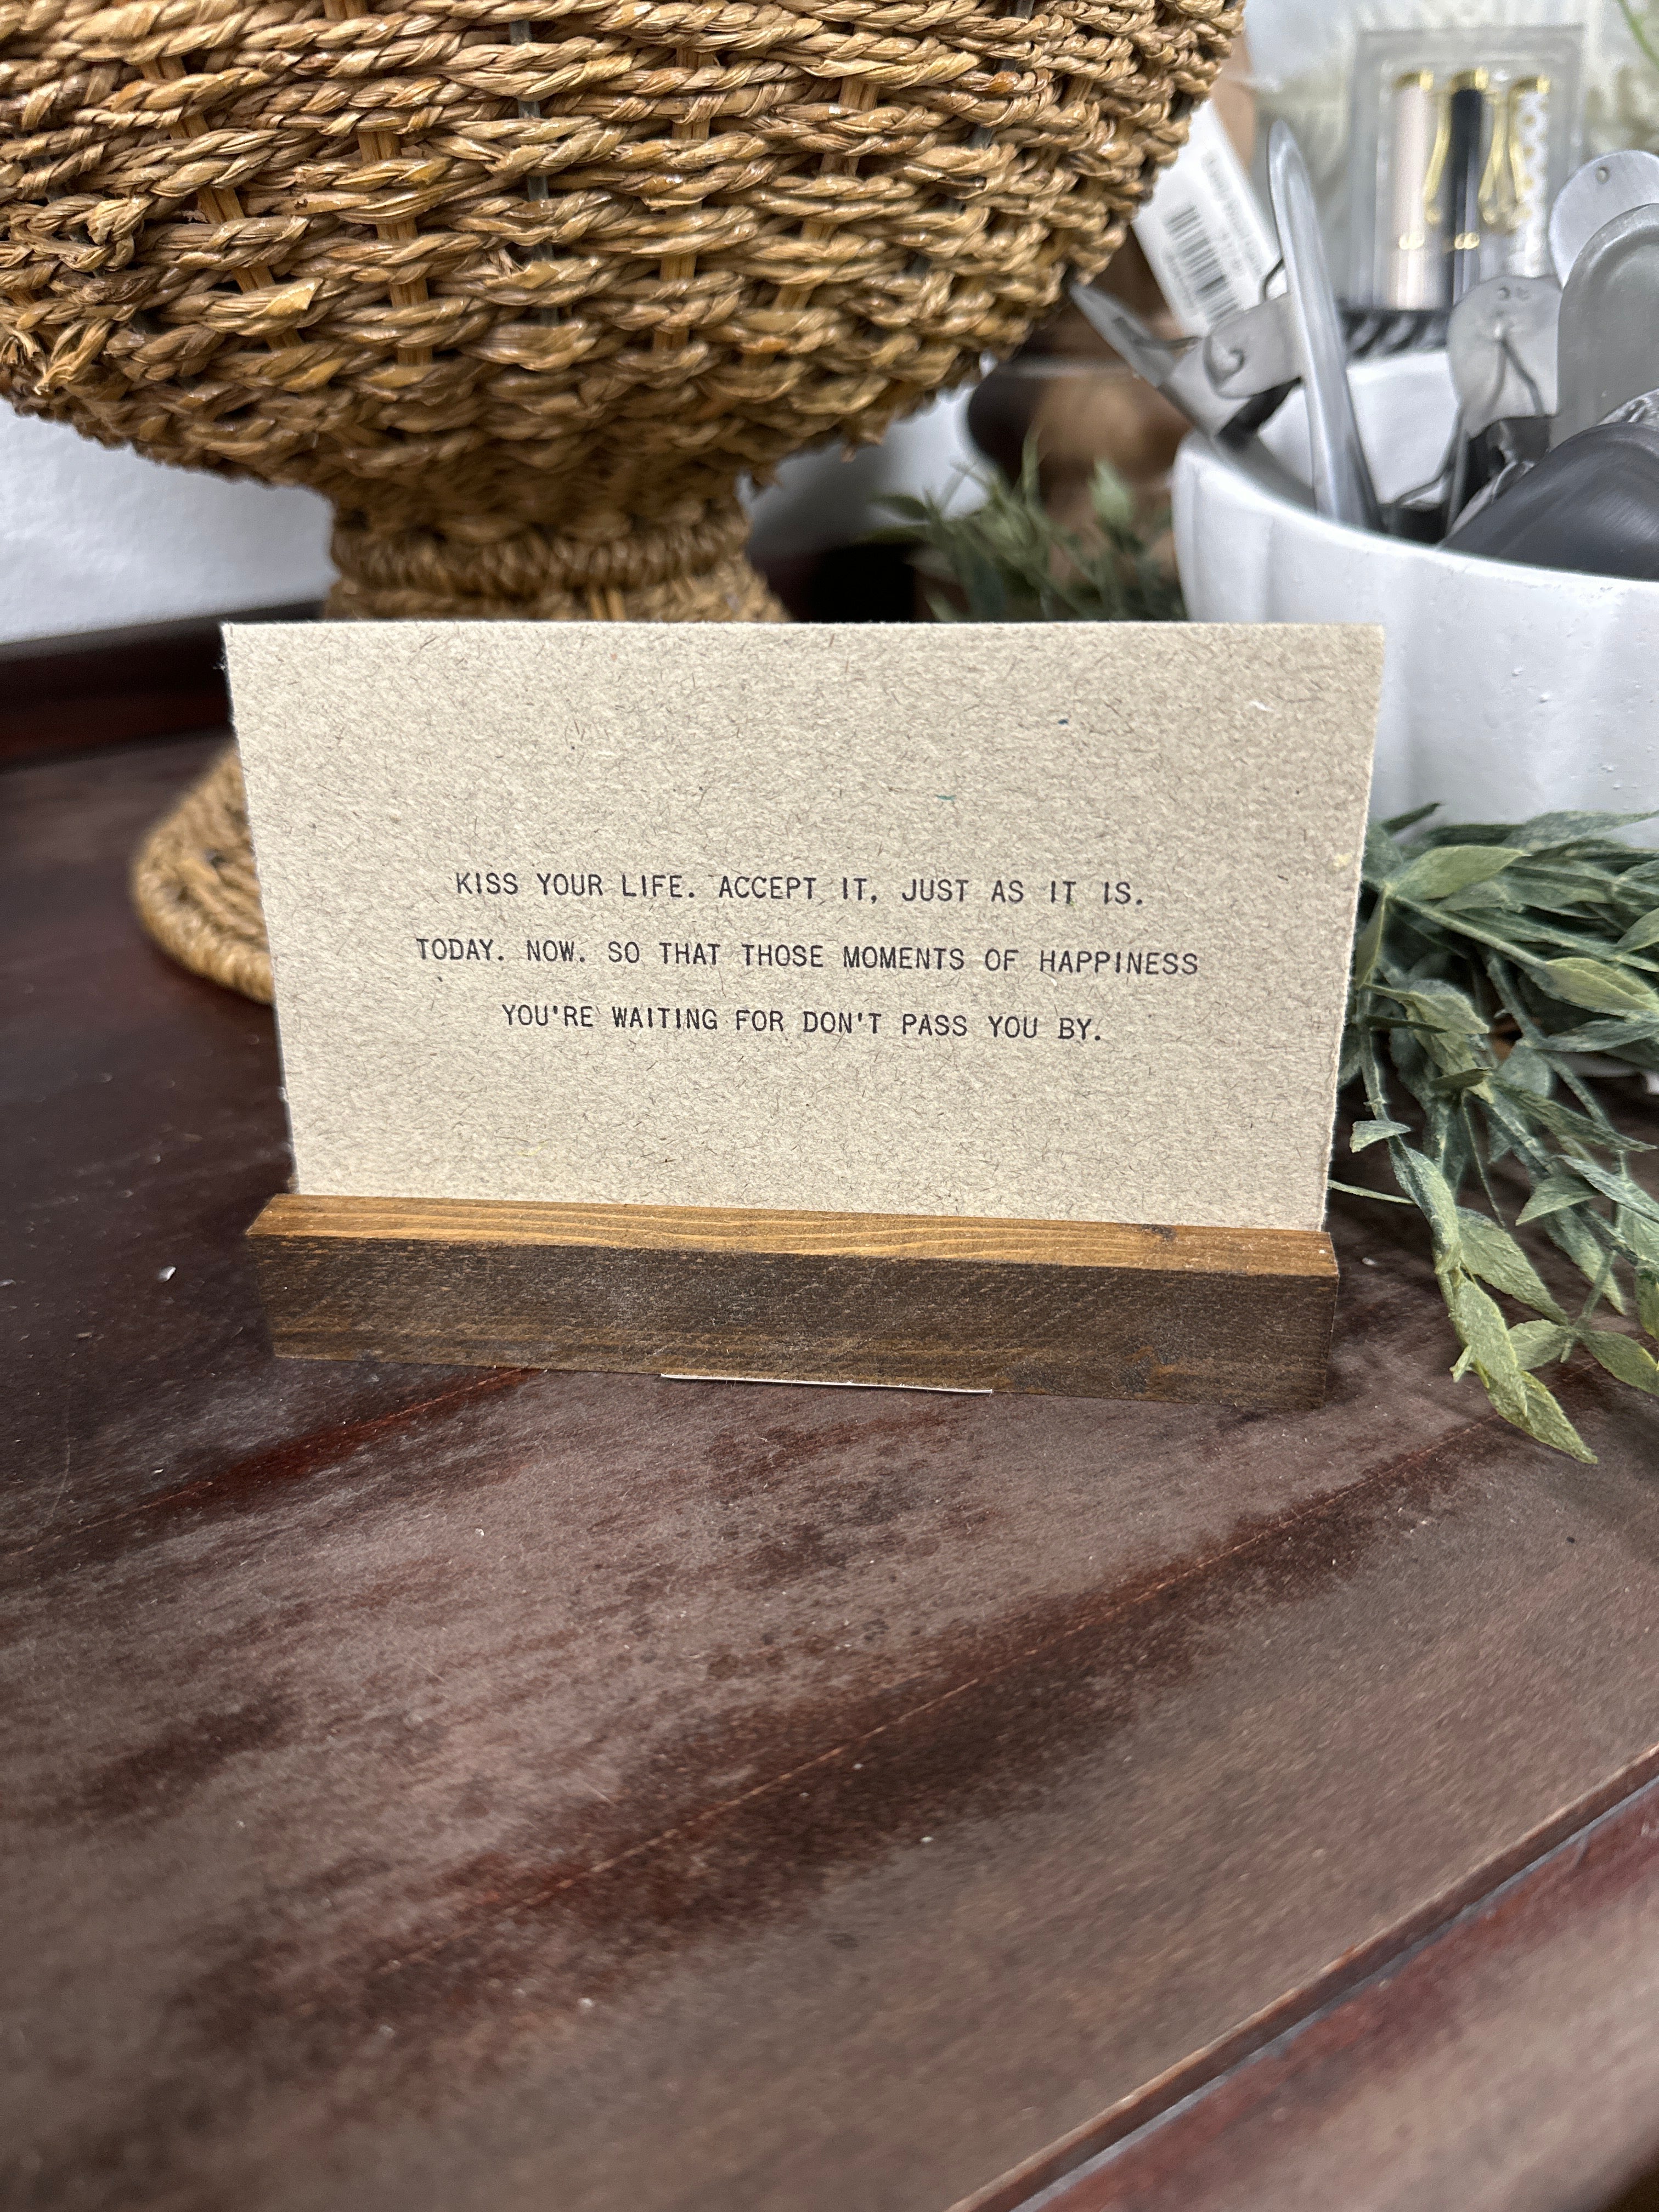 KISS YOUR LIFE. ACCEPT IT, JUST AS IT IS.
TODAY. NOW. SO THAT THOSE MOMENTS OF HAPPINESS
YOU'RE WAITING FOR DON'T PASS YOU BY.